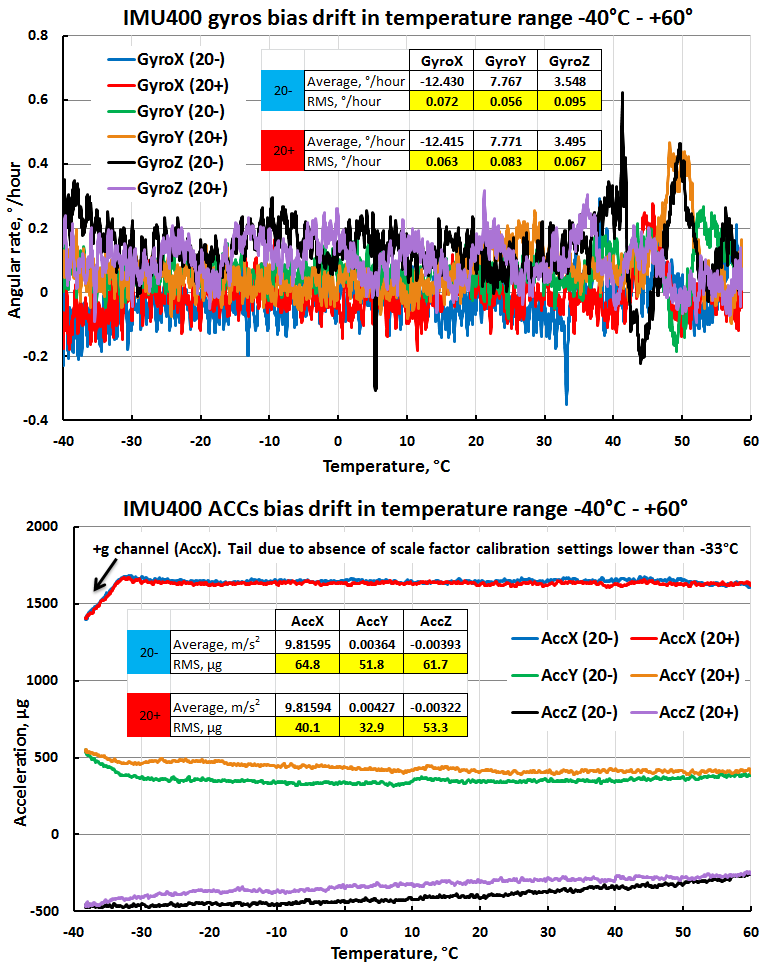 IMU400 gyros bias drift in temperature range -40°C - +60°
0.8
0.6
0.4
0.2
0
-0.2
-0.4
Angular rate, °/hour
GyroX (20-)
GyroX (20+)
GyroY (20-)
GyroY (20+)
GyroZ (20-)
GyroZ (20+)
GyroX GyroY GyroZ
20- Average, °/hour -12.430 7.767 3.548
RMS, °/hour 0.072 0.056 0.095
20+ Average, °/hour -12.415 7.771 3.495
RMS, °/hour 0.063 0.083 0.067
-40 -30 -20 -10 0 10 20 30 40 50 60
Temperature, °C
IMU400 ACCs bias drift in temperature range -40°C - +60°
2000
1500
1000
500
0
-500
Acceleration, µg
+g channel (AccX). Tail due to absence of scale factor calibration settings lower than -33°C
AccX AccY AccZ
20- Average, m/s² 9.81595 0.00364 -0.00393
RMS, µg 64.8 51.8 61.7
20+ Average, m/s² 9.81594 0.00427 -0.00322
RMS, µg 40.1 32.9 53.3
AccX (20-) AccX (20+)
AccY (20-) AccY (20+)
AccZ (20-) AccZ (20+)
-40 -30 -20 -10 0 10 20 30 40 50 60
Temperature, °C